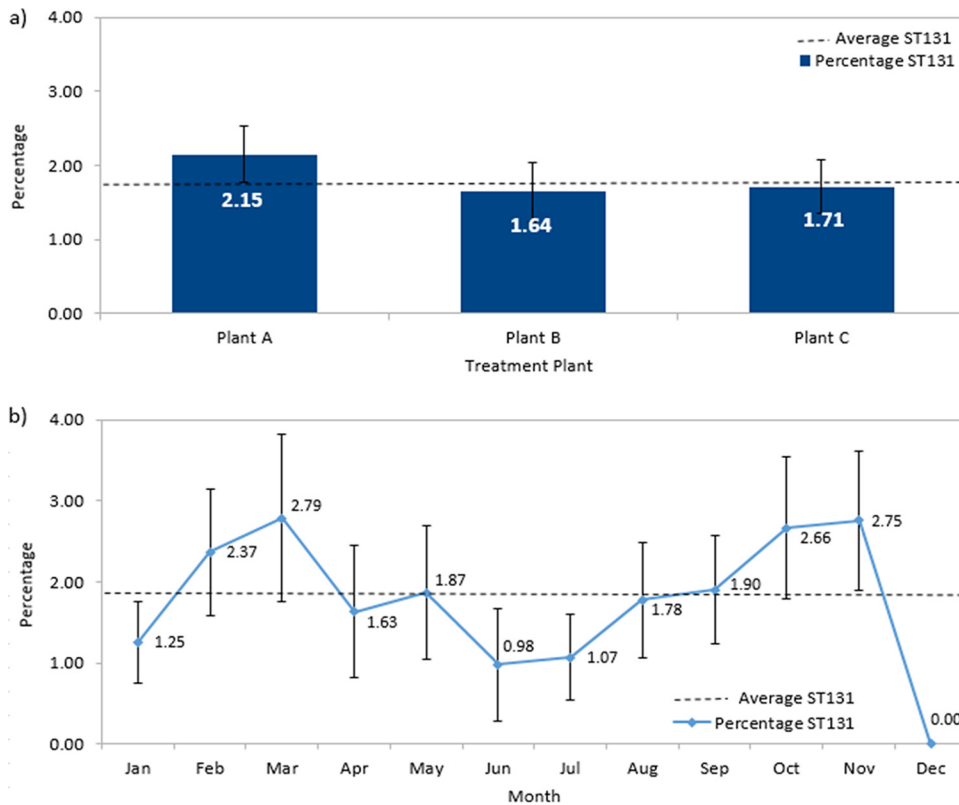 a)
4.00
3.00
2.00
1.00
0.00
Percentage
Average ST131
Percentage ST131
2.15
1.64
1.71
Plant A Plant B Plant C
Treatment Plant
b)
4.00
3.00
2.00
1.00
0.00
Percentage
1.25
2.37
2.79
1.63
1.87
0.98
1.07
1.78
1.90
2.66
2.75
0.00
Average ST131
Percentage ST131
Jan Feb Mar Apr May Jun Jul Aug Sep Oct Nov Dec
Month